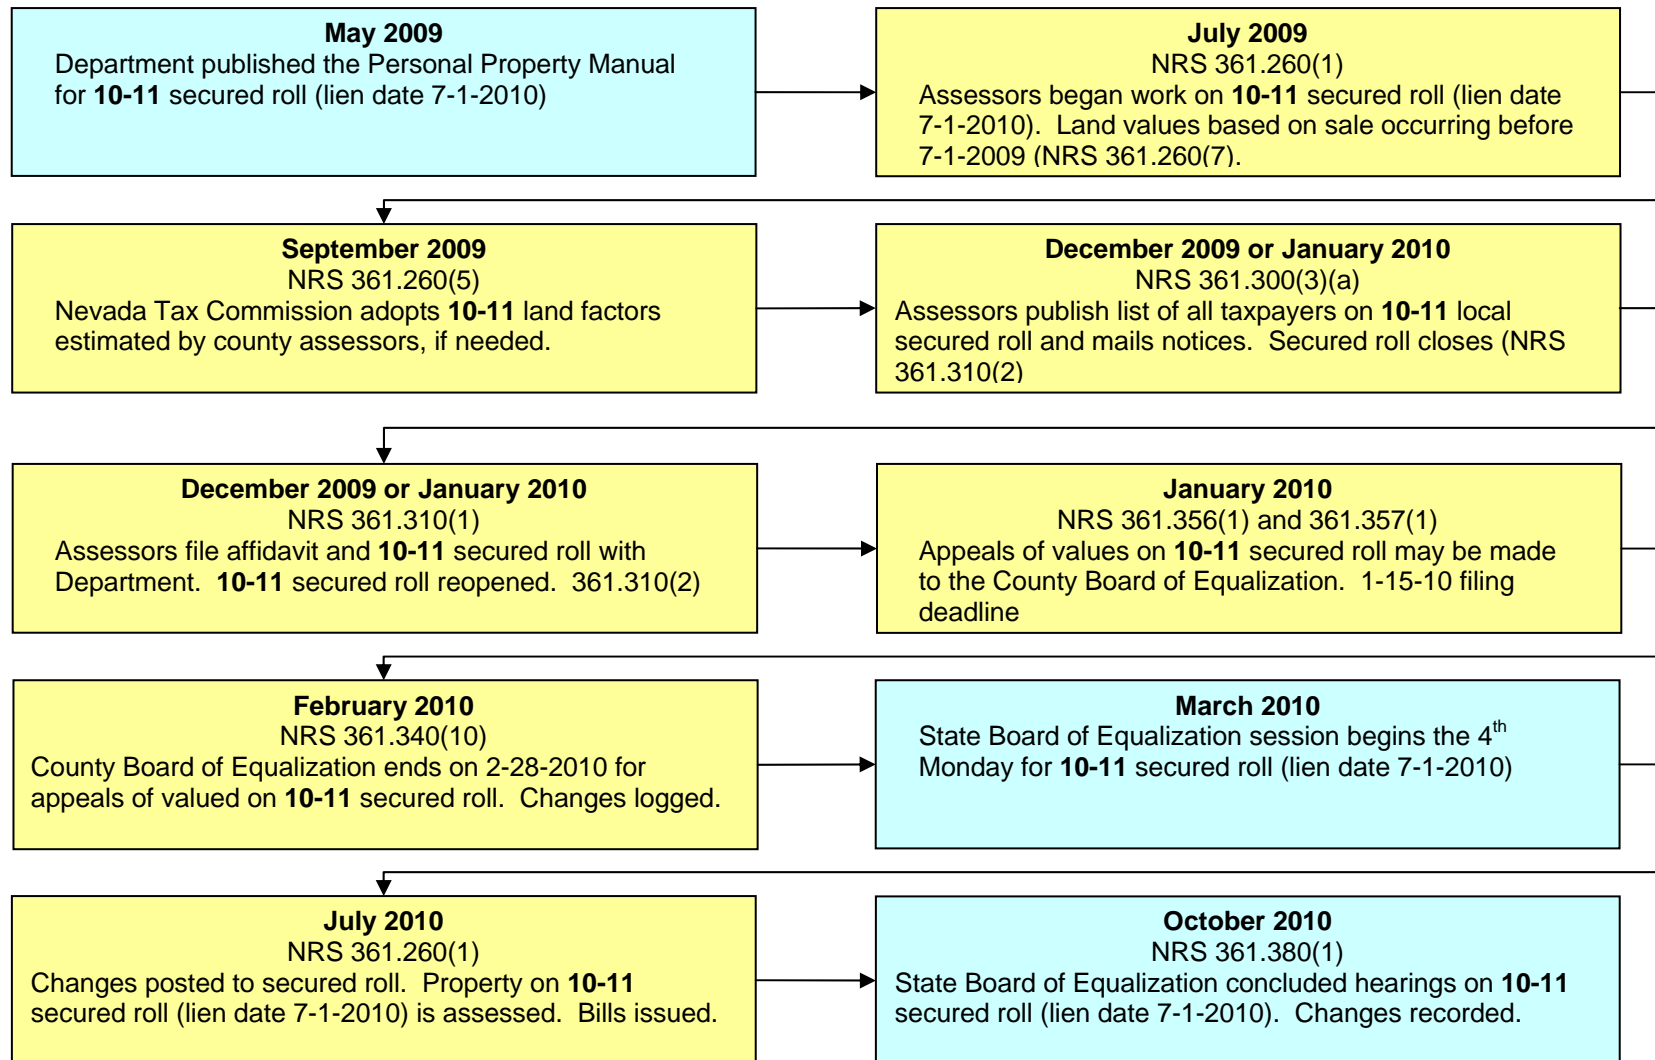 May 2009
Department published the Personal Property Manual
for 10-11 secured roll (lien date 7-1-2010)
July 2009
NRS 361.260(1)
Assessors began work on 10-11 secured roll (lien date
7-1-2010).  Land values based on sale occurring before
7-1-2009 (NRS 361.260(7).
September 2009
NRS 361.260(5)
Nevada Tax Commission adopts 10-11 land factors
estimated by county assessors, if needed.
December 2009 or January 2010
NRS 361.300(3)(a)
Assessors publish list of all taxpayers on 10-11 local
secured roll and mails notices.  Secured roll closes (NRS
361.310(2)
December 2009 or January 2010
NRS 361.310(1)
Assessors file affidavit and 10-11 secured roll with
Department.  10-11 secured roll reopened.  361.310(2)
January 2010
NRS 361.356(1) and 361.357(1)
Appeals of values on 10-11 secured roll may be made
to the County Board of Equalization.  1-15-10 filing
deadline
February 2010
NRS 361.340(10)
County Board of Equalization ends on 2-28-2010 for
appeals of valued on 10-11 secured roll.  Changes logged.
March 2010
State Board of Equalization session begins the 4th
Monday for 10-11 secured roll (lien date 7-1-2010)
July 2010
NRS 361.260(1)
Changes posted to secured roll.  Property on 10-11
secured roll (lien date 7-1-2010) is assessed.  Bills issued.
October 2010
NRS 361.380(1)
State Board of Equalization concluded hearings on 10-11
secured roll (lien date 7-1-2010).  Changes recorded.